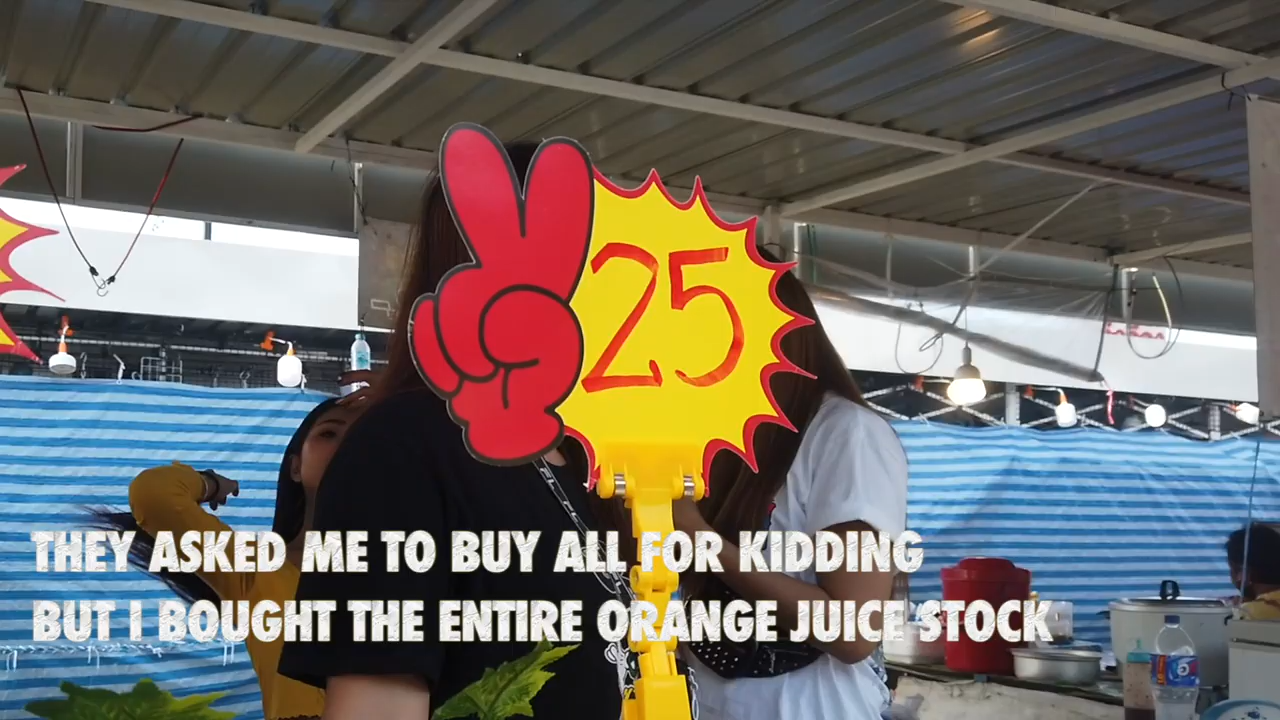 25
THEY ASKED ME TO BUY ALL FOR KIDDING
BUT I BOUGHT THE ENTIRE ORANGE JUICE STOCK